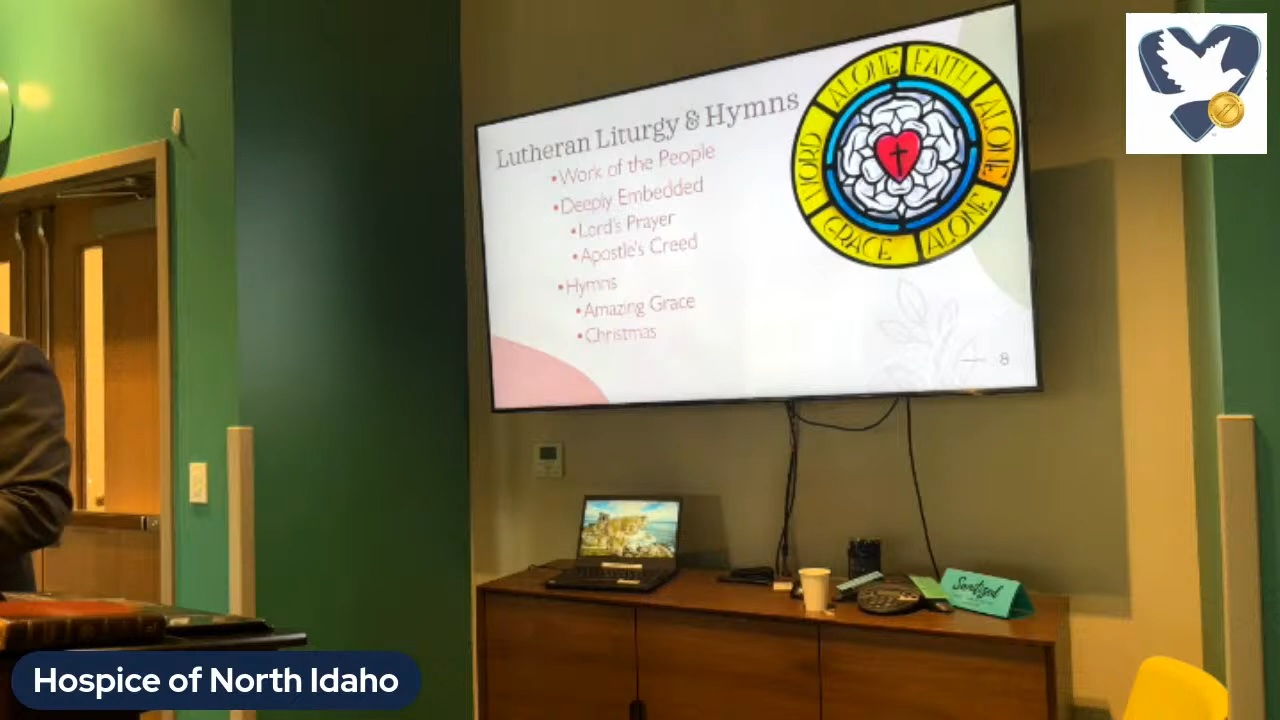 Lutheran Liturgy & Hymns
•Work of the People
•Deeply Embedded
•Lord's Prayer
•Apostle's Creed
•Hymns
•Amazing Grace
•Christmas
8
WORD ALONE FAITH ALONE GRACE ALONE
Sanitized
Hospice of North Idaho